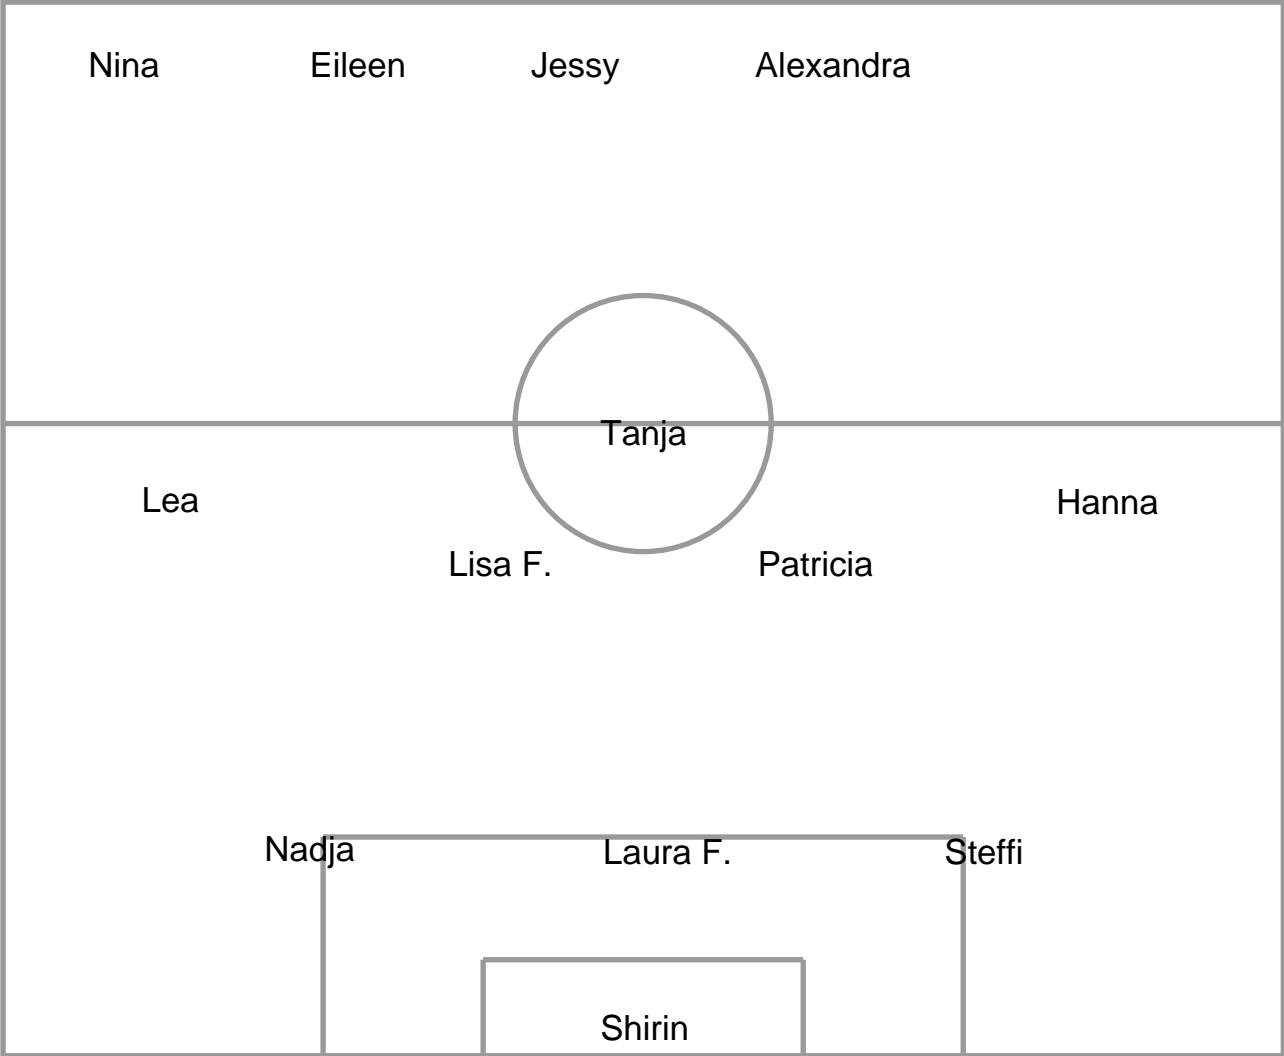 Nina Eileen Jessy Alexandra
Tanja
Lea Hanna
Lisa F. Patricia
Nadja Laura F. Steffi
Shirin